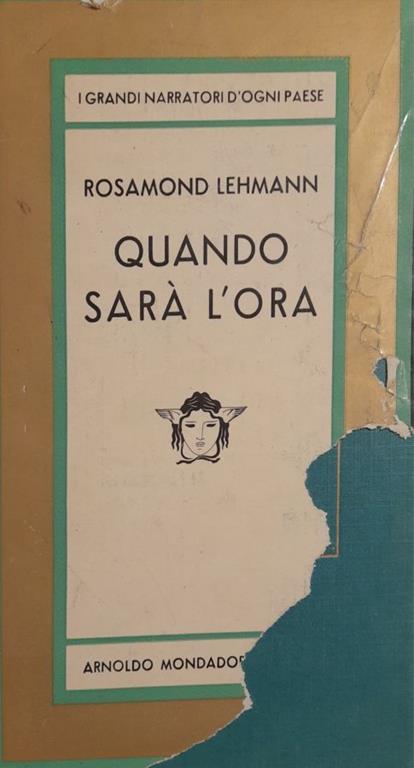 I GRANDI NARRATORI D'OGNI PAESE
ROSAMOND LEHMANN
QUANDO
SARÀ L'ORA
ARNOLDO MONDADOR